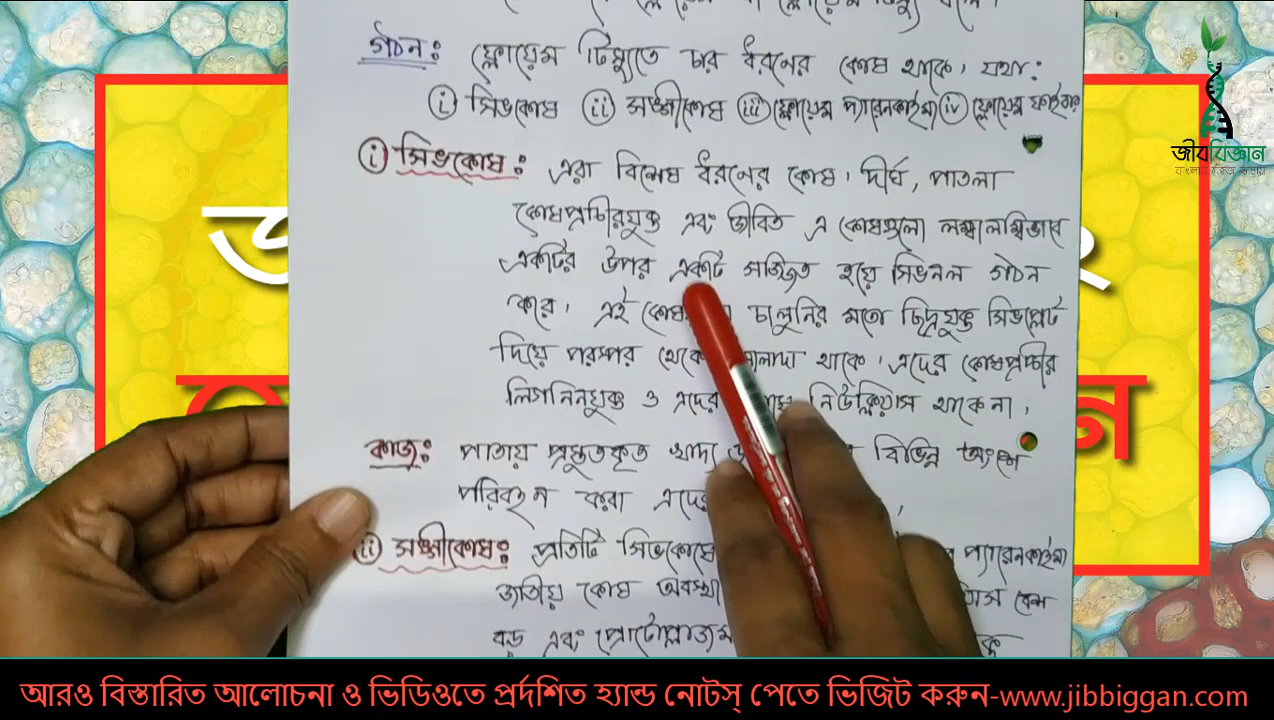 গঠন: ফ্লোয়েম টিস্যুতে চার ধরনের কোষ থাকে, যথা:
i সিভকোষ ii সঙ্গীকোষ iii ফ্লোয়েম প্যারেনকাইমা iv ফ্লোয়েম ফাইবার
i সিভকোষ: এরা বিশেষ ধরনের কোষ, দীর্ঘ, পাতলা
কোষপ্রাচীরযুক্ত এবং জীবিত এ কোষগুলো লম্বালম্বিভাবে
একটির উপর একটি সজ্জিত হয়ে সিভনল গঠন
করে, এই চালুনির মতো ছিদ্রযুক্ত সিভপ্লেট
দিয়ে পরস্পর থেকে আলাদা থাকে, এদের কোষপ্রাচীর
লিগনিনযুক্ত ও এদের নিউক্লিয়াস থাকে না,
কাজ: পাতায় প্রস্তুতকৃত খাদ্য বিভিন্ন অংশে
পরিবহন করা এদের
ii সঙ্গীকোষ: প্রতিটি সিভকোষে প্যারেনকাইমা
জাতীয় কোষ বেশ
বড় এবং প্রোটোপ্লাজম
জীববিজ্ঞান
আরও বিস্তারিত আলোচনা ও ভিডিওতে প্রর্দশিত হ্যান্ড নোটস্ পেতে ভিজিট করুন-www.jibbiggan.com